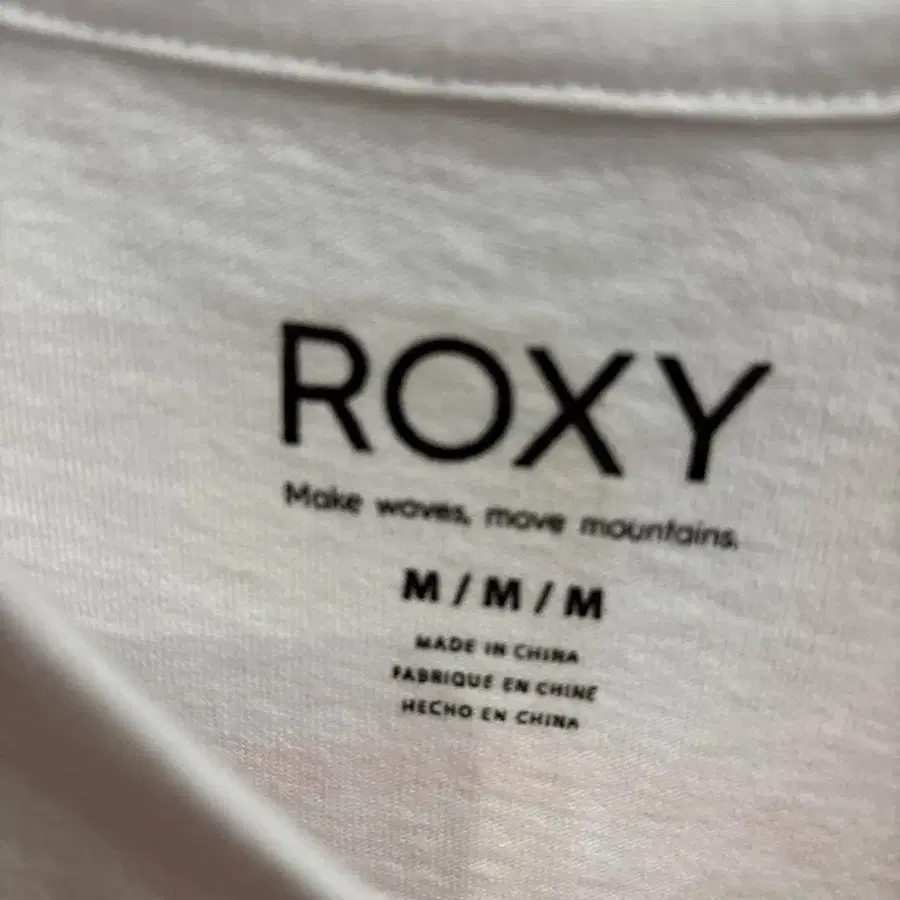 ROXY
Make waves, move mountains.
M / M / M
MADE IN CHINA
FABRIQUE EN CHINE
HECHO EN CHINA